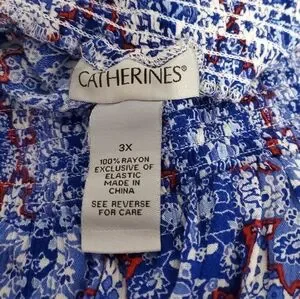 CATHERINES®
3X
100% RAYON
EXCLUSIVE OF
ELASTIC
MADE IN
CHINA
SEE REVERSE
FOR CARE